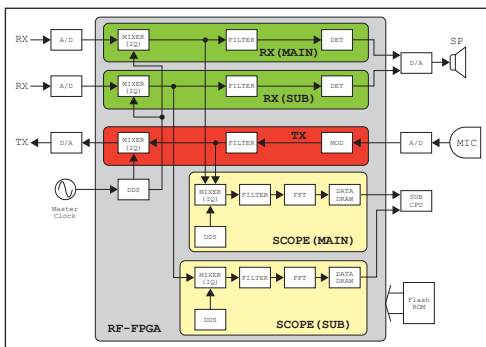 RX
A/D
MIXER
(IQ)
FILTER
DET
RX(MAIN)
SP
D/A
RX
A/D
MIXER
(IQ)
FILTER
DET
RX(SUB)
TX
D/A
MIXER
(IQ)
FILTER
TX
MOD
A/D
MIC
Master
Clock
DDS
MIXER
(IQ)
FILTER
FFT
DATA
DRAW
SUB
CPU
DDS
SCOPE(MAIN)
MIXER
(IQ)
FILTER
FFT
DATA
DRAW
DDS
SCOPE(SUB)
Flash
ROM
RF-FPGA